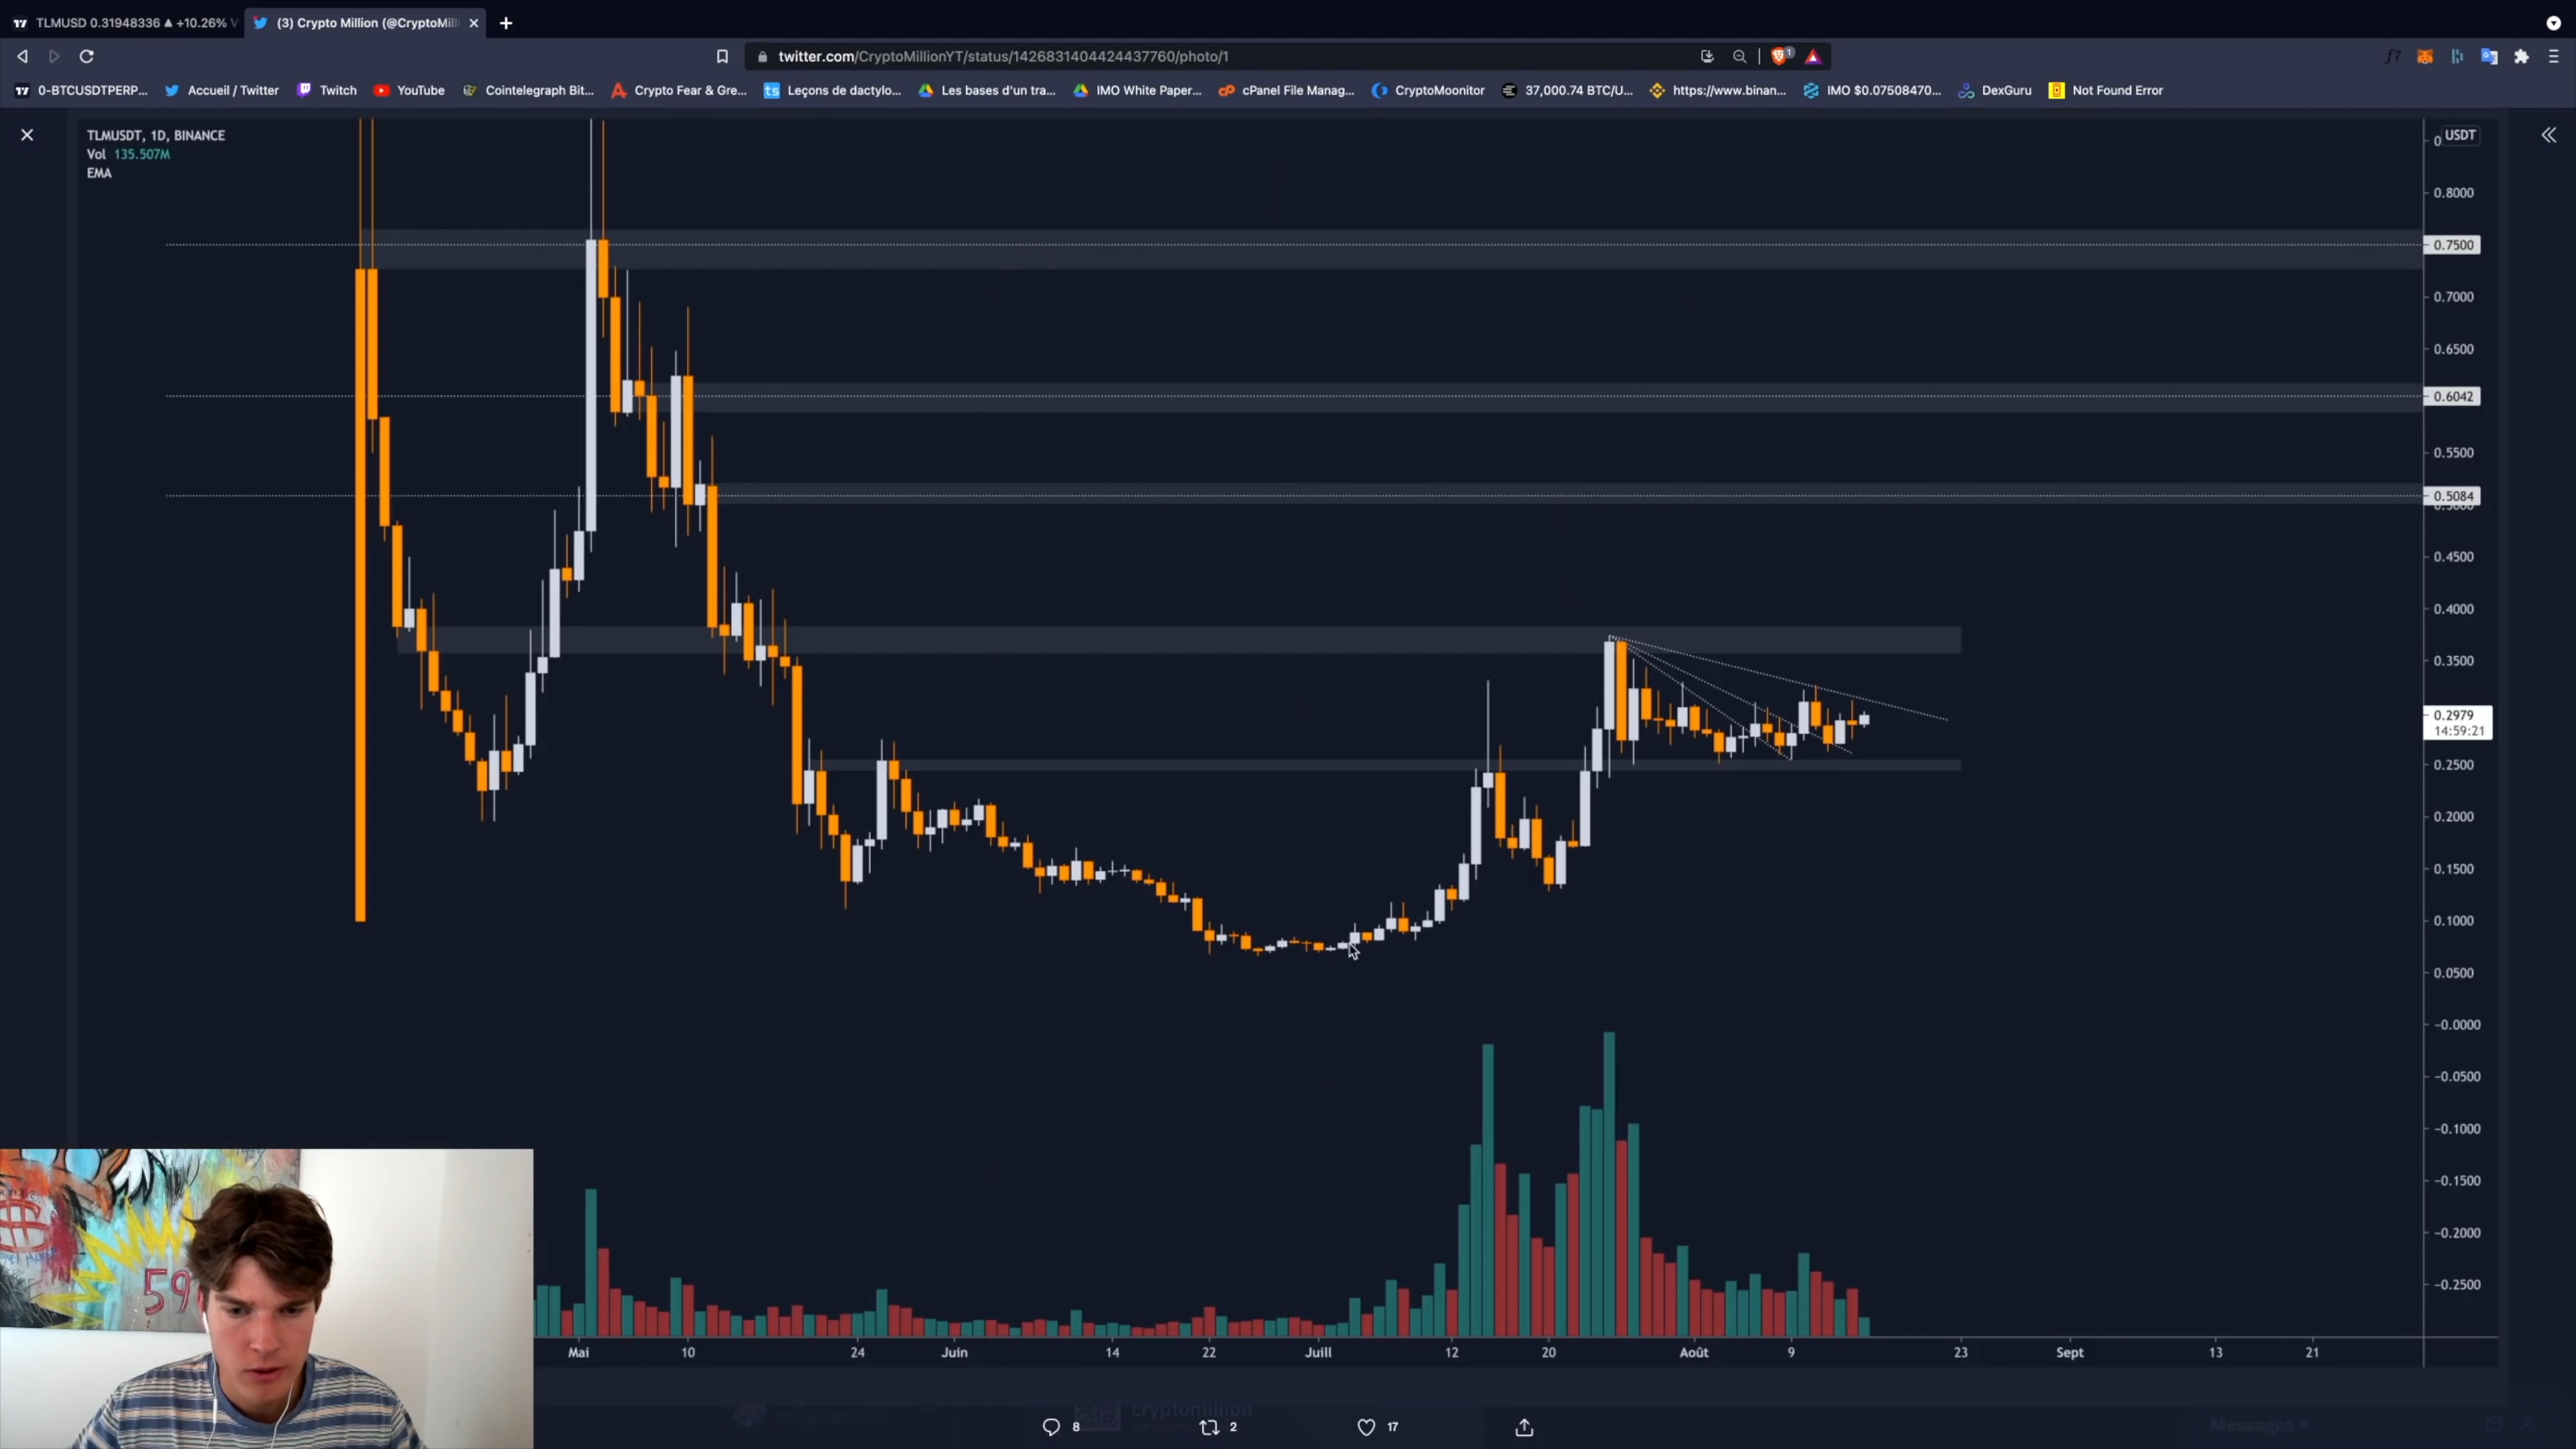 TLMUSD 0.31948336 ▲ +10.26% V
(3) Crypto Million (@CryptoMill
twitter.com/CryptoMillionYT/status/1426831404424437760/photo/1
0-BTCUSDTPERP... Accueil / Twitter Twitch YouTube Cointelegraph Bit... Crypto Fear & Gre... Leçons de dactylo... Les bases d'un tra... IMO White Paper... cPanel File Manag... CryptoMoonitor 37,000.74 BTC/U... https://www.binan... IMO $0.07508470... DexGuru Not Found Error
TLMUSDT, 1D, BINANCE
Vol 135.507M
EMA
USDT
0.8000
0.7500
0.7000
0.6500
0.6042
0.5500
0.5084
0.5000
0.4500
0.4000
0.3500
0.2979
14:59:21
0.2500
0.2000
0.1500
0.1000
0.0500
-0.0000
-0.0500
-0.1000
-0.1500
-0.2000
-0.2500
59
Mai 10 24 Juin 14 22 Juill 12 20 Août 9 23 Sept 13 21
cryptomillion
Messages
8 2 17